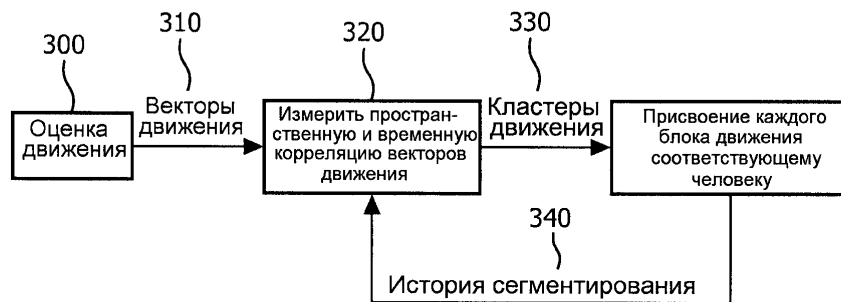 300
310
320
330
Оценка
движения
Векторы
движения
Измерить простран-
ственную и временную
корреляцию векторов
движения
Кластеры
движения
Присвоение каждого
блока движения
соответствующему
человеку
340
История сегментирования